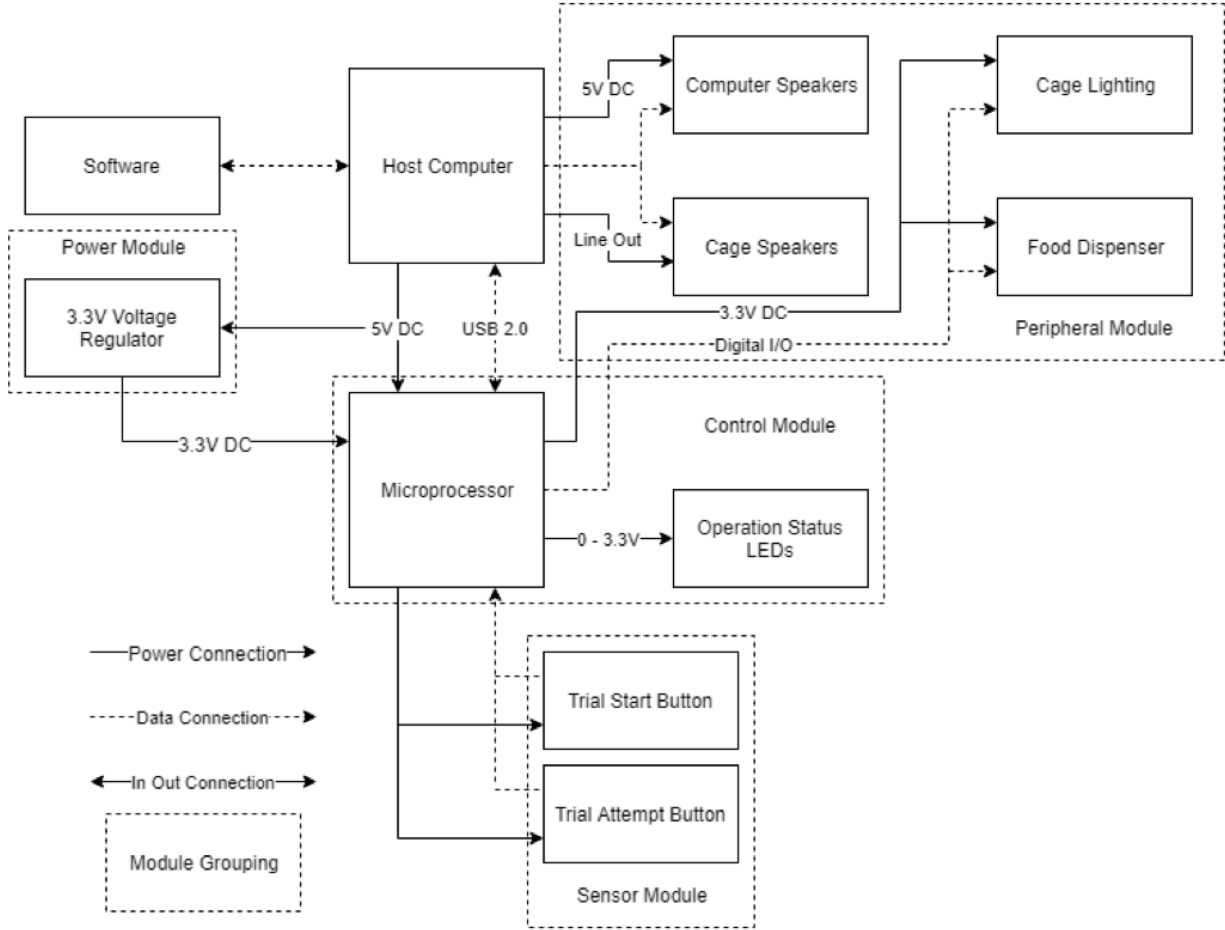 5V DC
Computer Speakers
Cage Lighting
Software
Host Computer
Power Module
Line Out
Cage Speakers
Food Dispenser
3.3V Voltage
Regulator
5V DC
USB 2.0
3.3V DC
Digital I/O
Peripheral Module
3.3V DC
Control Module
Microprocessor
0 - 3.3V
Operation Status
LEDs
Power Connection
Data Connection
In Out Connection
Module Grouping
Trial Start Button
Trial Attempt Button
Sensor Module